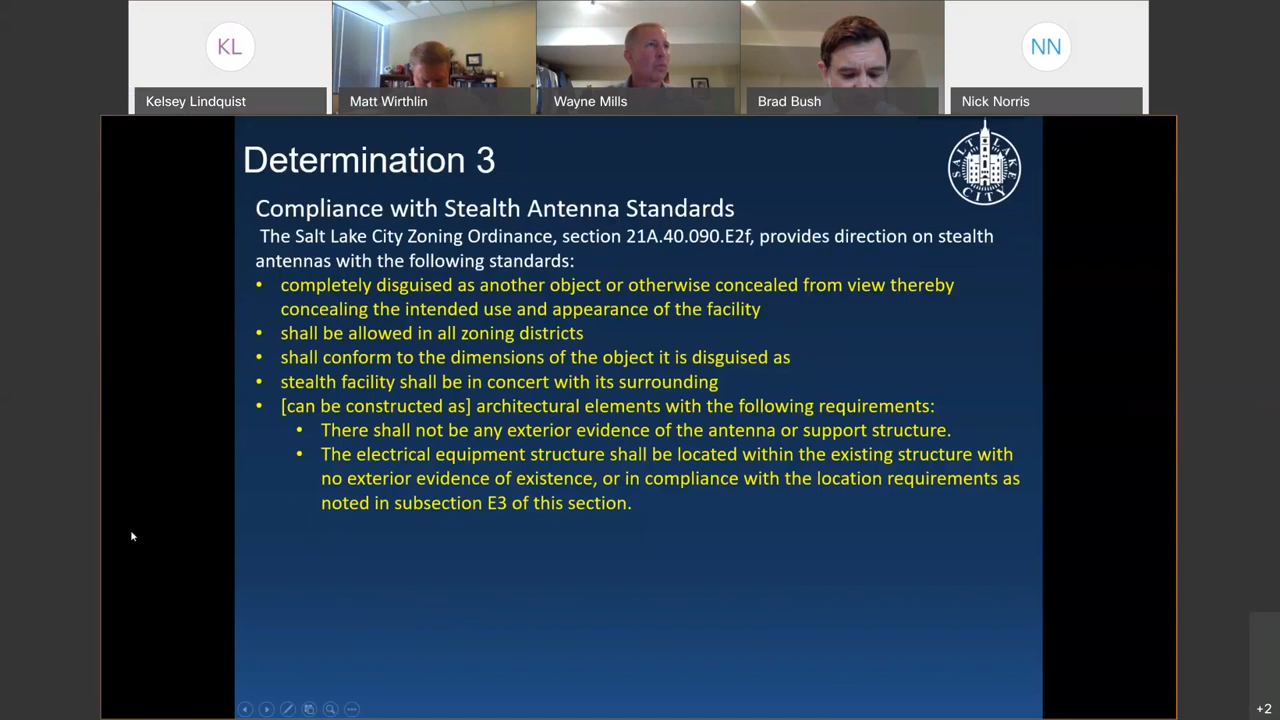 KL
NN
Kelsey Lindquist
Matt Wirthlin
Wayne Mills
Brad Bush
Nick Norris
Determination 3
SALT LAKE CITY
Compliance with Stealth Antenna Standards
The Salt Lake City Zoning Ordinance, section 21A.40.090.E2f, provides direction on stealth
antennas with the following standards:
• completely disguised as another object or otherwise concealed from view thereby
concealing the intended use and appearance of the facility
• shall be allowed in all zoning districts
• shall conform to the dimensions of the object it is disguised as
• stealth facility shall be in concert with its surrounding
• [can be constructed as] architectural elements with the following requirements:
• There shall not be any exterior evidence of the antenna or support structure.
• The electrical equipment structure shall be located within the existing structure with
no exterior evidence of existence, or in compliance with the location requirements as
noted in subsection E3 of this section.
+2